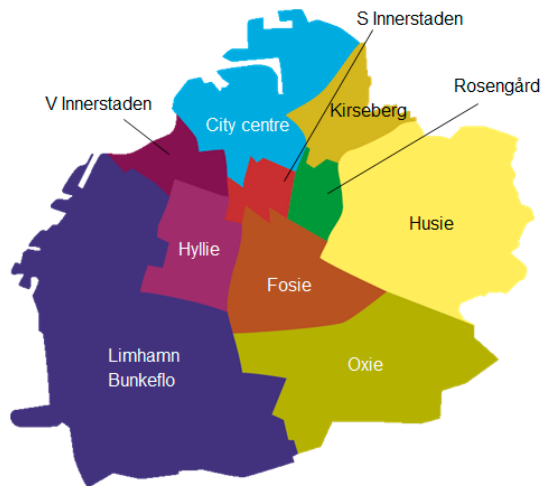 S Innerstaden
Rosengård
V Innerstaden
Kirseberg
City centre
Husie
Hyllie
Fosie
Limhamn
Bunkeflo
Oxie